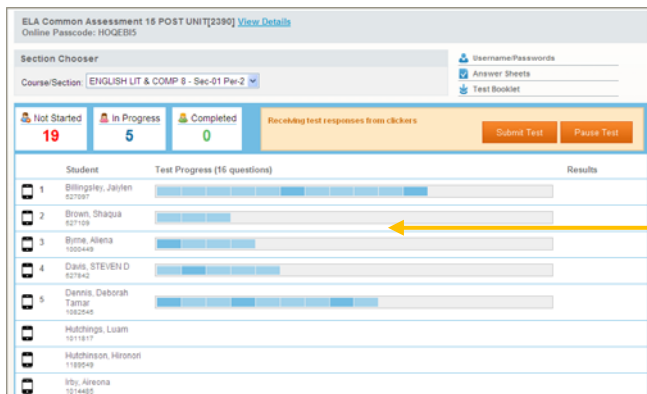 ELA Common Assessment 16 POST UNIT[2390] View Details
Online Passcode: HOQEBI5
Section Chooser
Course/Section: ENGLISH LIT & COMP 8 - Sec-01 Per-2
Username/Passwords
Answer Sheets
Test Booklet
Not Started
19
In Progress
5
Completed
0
Receiving test responses from clickers
Submit Test
Pause Test
Student Test Progress (16 questions) Results
1 Billingsley, Jaiylen
527097
2 Brown, Shaqua
527109
3 Byrne, Aliena
1000449
4 Davis, STEVEN D
527842
5 Dennis, Deborah
Tamar
1082545
Hutchings, Luam
1011817
Hutchinson, Hironori
1189549
Irby, Aireona
1014485